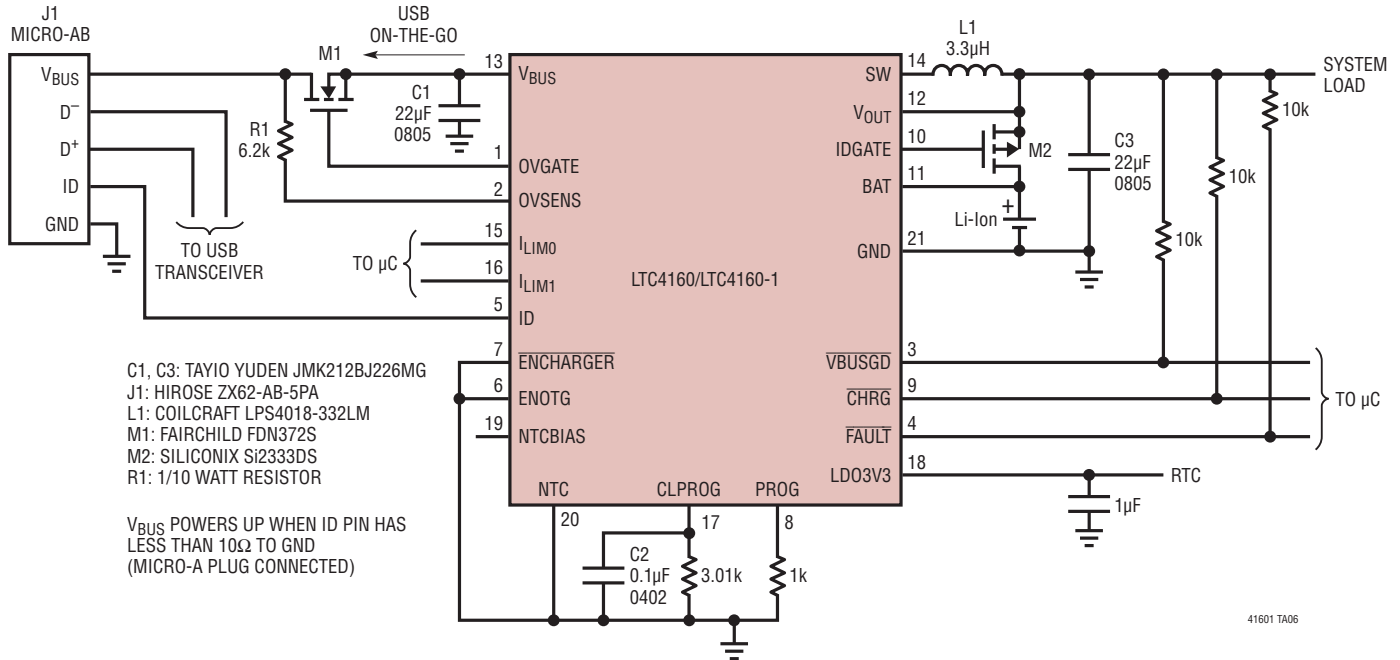 J1
MICRO-AB
VBUS
D−
D+
ID
GND
TO USB
TRANSCEIVER
M1
USB
ON-THE-GO
R1
6.2k
C1
22µF
0805
TO µC
13
1
2
15
16
5
7
6
19
VBUS
OVGATE
OVSENS
ILIM0
ILIM1
ID
ENCHARGER
ENOTG
NTCBIAS
LTC4160/LTC4160-1
NTC
CLPROG
PROG
20
17
8
C2
0.1µF
0402
3.01k
1k
SW
VOUT
IDGATE
BAT
GND
VBUSGD
CHRG
FAULT
LDO3V3
14
12
10
11
21
3
9
4
18
L1
3.3µH
M2
Li-Ion
+
C3
22µF
0805
10k
10k
10k
SYSTEM
LOAD
TO µC
RTC
1µF
C1, C3: TAYIO YUDEN JMK212BJ226MG
J1: HIROSE ZX62-AB-5PA
L1: COILCRAFT LPS4018-332LM
M1: FAIRCHILD FDN372S
M2: SILICONIX Si2333DS
R1: 1/10 WATT RESISTOR
VBUS POWERS UP WHEN ID PIN HAS
LESS THAN 10Ω TO GND
(MICRO-A PLUG CONNECTED)
41601 TA06